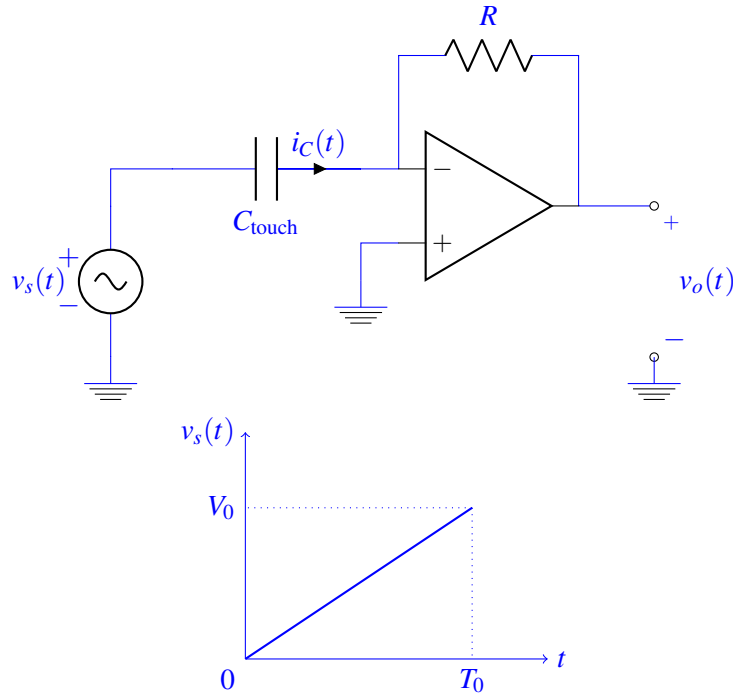 R
i_C(t)
−
C_touch
+
+
v_s(t)
−
+
v_o(t)
−
v_s(t)
V_0
0
T_0
t